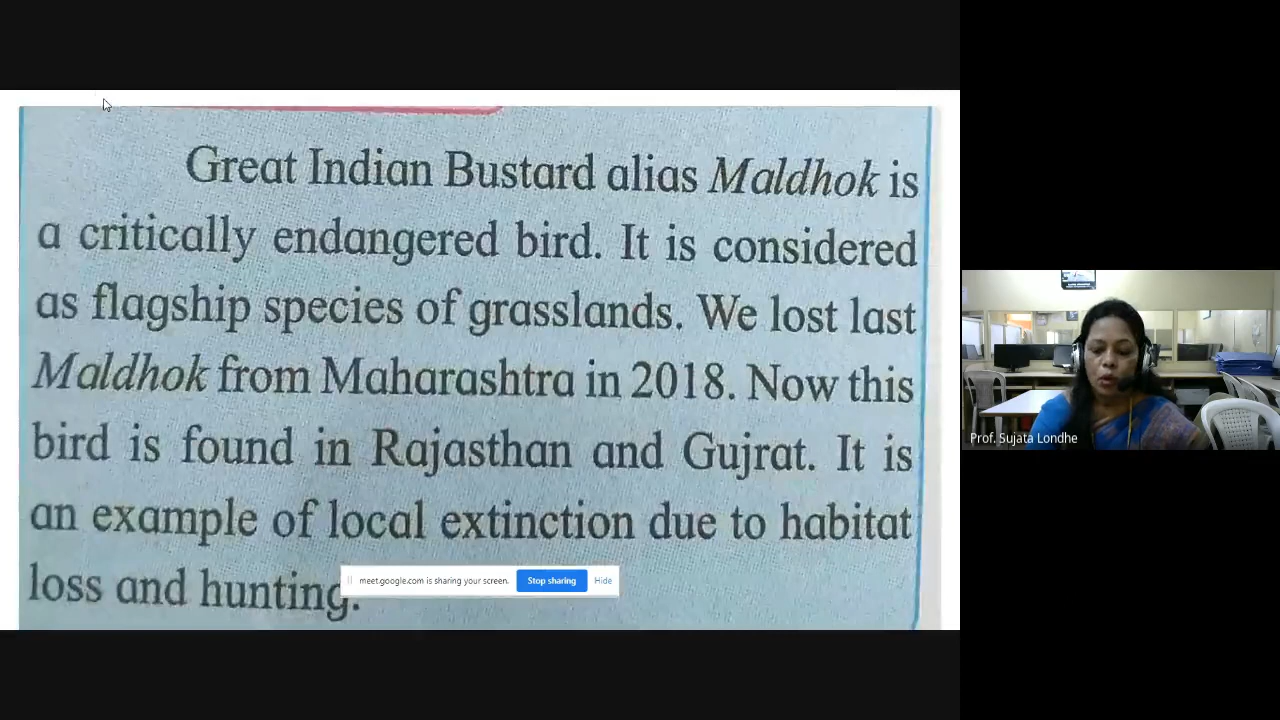 Great Indian Bustard alias Maldhok is
a critically endangered bird. It is considered
as flagship species of grasslands. We lost last
Maldhok from Maharashtra in 2018. Now this
bird is found in Rajasthan and Gujrat. It is
an example of local extinction due to habitat
loss and hunting.
meet.google.com is sharing your screen. Stop sharing Hide
Prof. Sujata Londhe